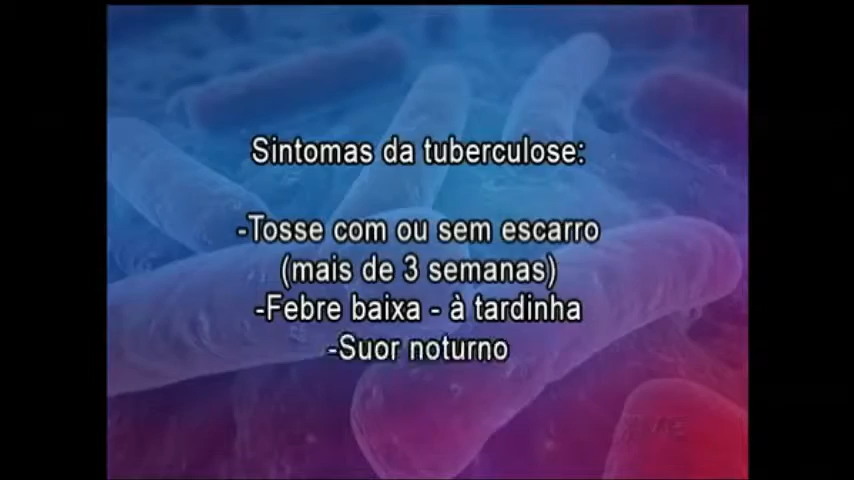 Sintomas da tuberculose:
-Tosse com ou sem escarro
(mais de 3 semanas)
-Febre baixa - à tardinha
-Suor noturno